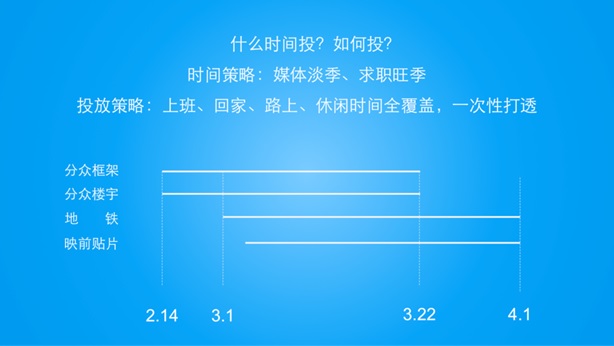 什么时间投？如何投？
时间策略：媒体淡季、求职旺季
投放策略：上班、回家、路上、休闲时间全覆盖，一次性打透
分众框架
分众楼宇
地　　铁
映前贴片
2.14 3.1 3.22 4.1